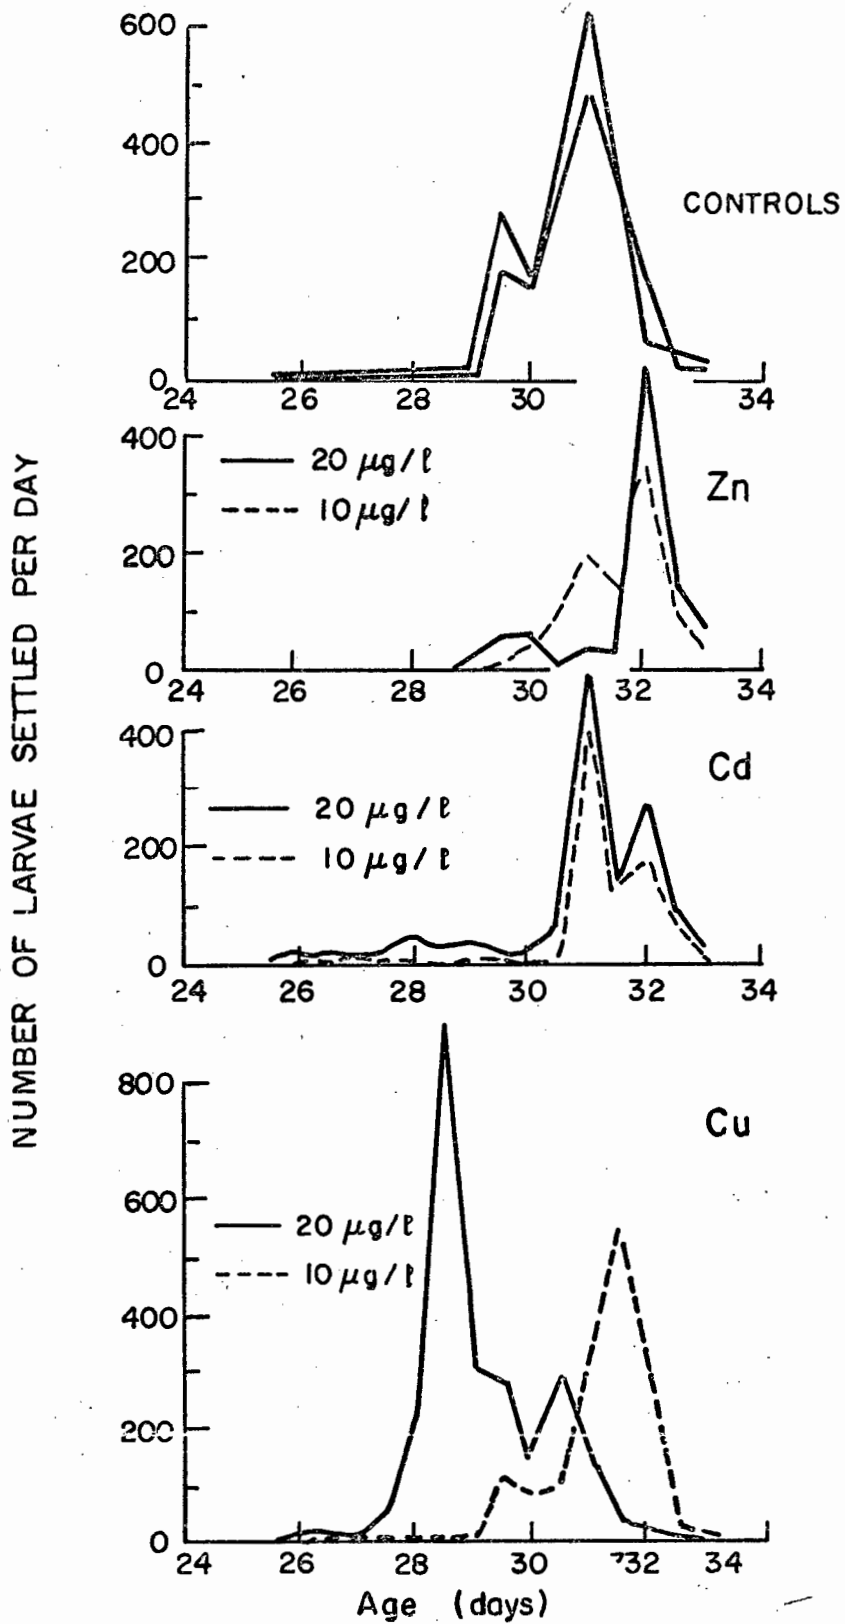 NUMBER OF LARVAE SETTLED PER DAY
600
400
200
0
CONTROLS
24 26 28 30 34
400
200
0
20 µg/l
10 µg/l
Zn
24 26 28 30 32 34
400
200
0
20 µg/l
10 µg/l
Cd
24 26 28 30 32 34
800
600
400
200
0
20 µg/l
10 µg/l
Cu
24 26 28 30 32 34
Age (days)